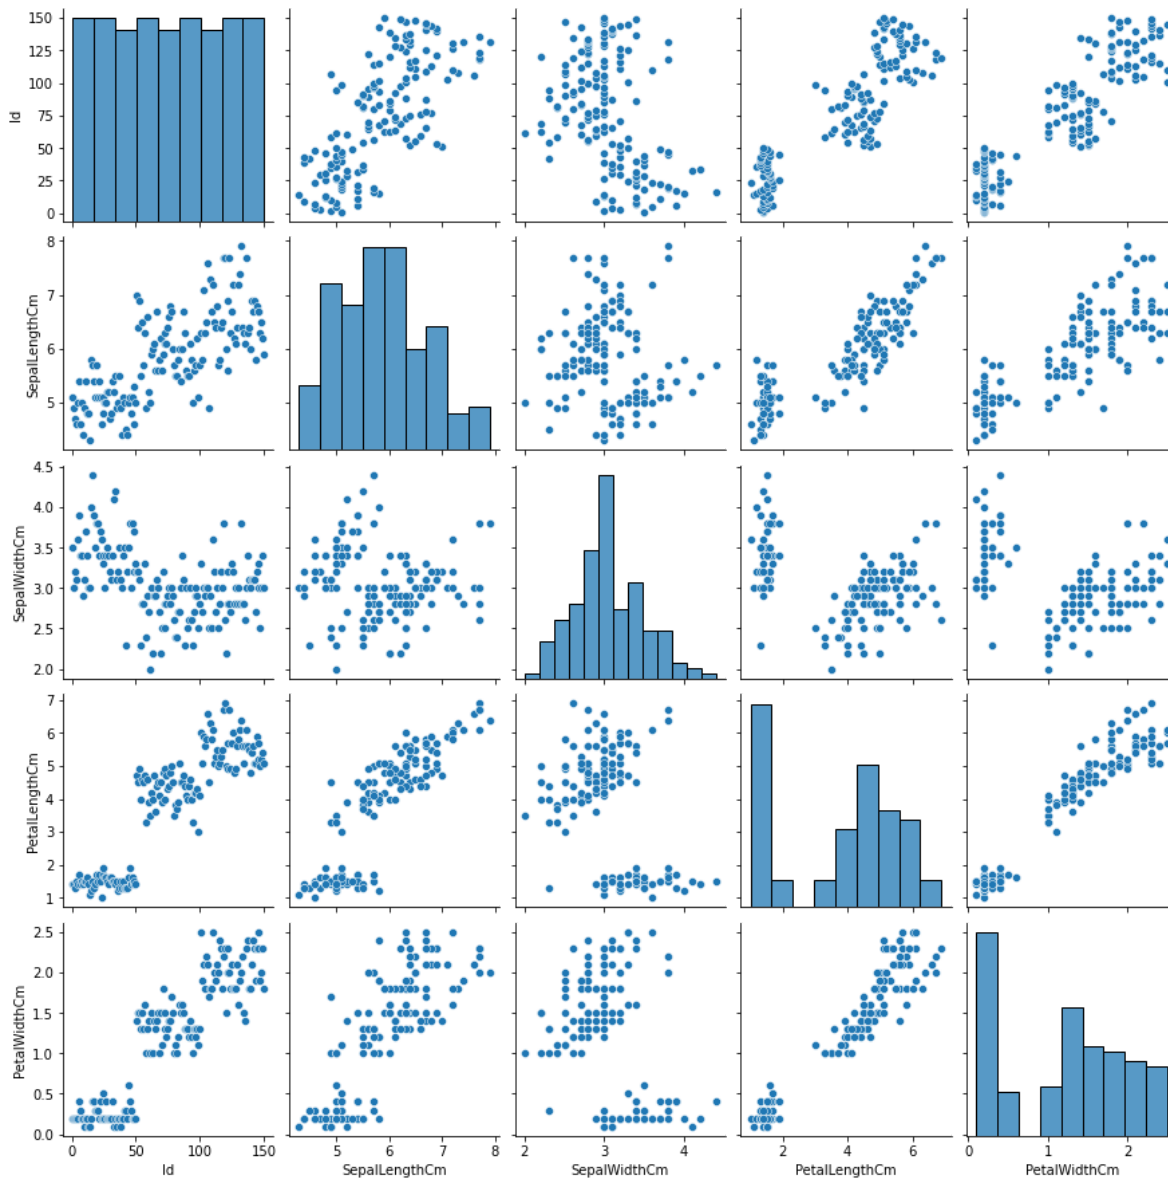 150
125
100
75
50
25
0
Id
8
7
6
5
SepalLengthCm
4.5
4.0
3.5
3.0
2.5
2.0
SepalWidthCm
7
6
5
4
3
2
1
PetalLengthCm
2.5
2.0
1.5
1.0
0.5
0.0
PetalWidthCm
0 50 100 150
5 6 7 8
2 3 4
2 4 6
0 1 2
Id SepalLengthCm SepalWidthCm PetalLengthCm PetalWidthCm